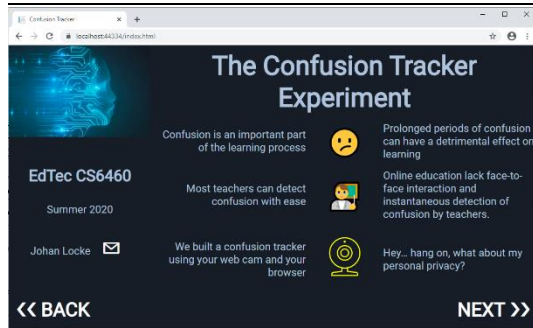 Confusion Tracker
localhost:44334/index.html
The Confusion Tracker
Experiment
EdTec CS6460
Summer 2020
Johan Locke
Confusion is an important part
of the learning process
Prolonged periods of confusion
can have a detrimental effect on
learning
Most teachers can detect
confusion with ease
Online education lack face-to-
face interaction and
instantaneous detection of
confusion by teachers.
We built a confusion tracker
using your web cam and your
browser
Hey... hang on, what about my
personal privacy?
<< BACK
NEXT >>